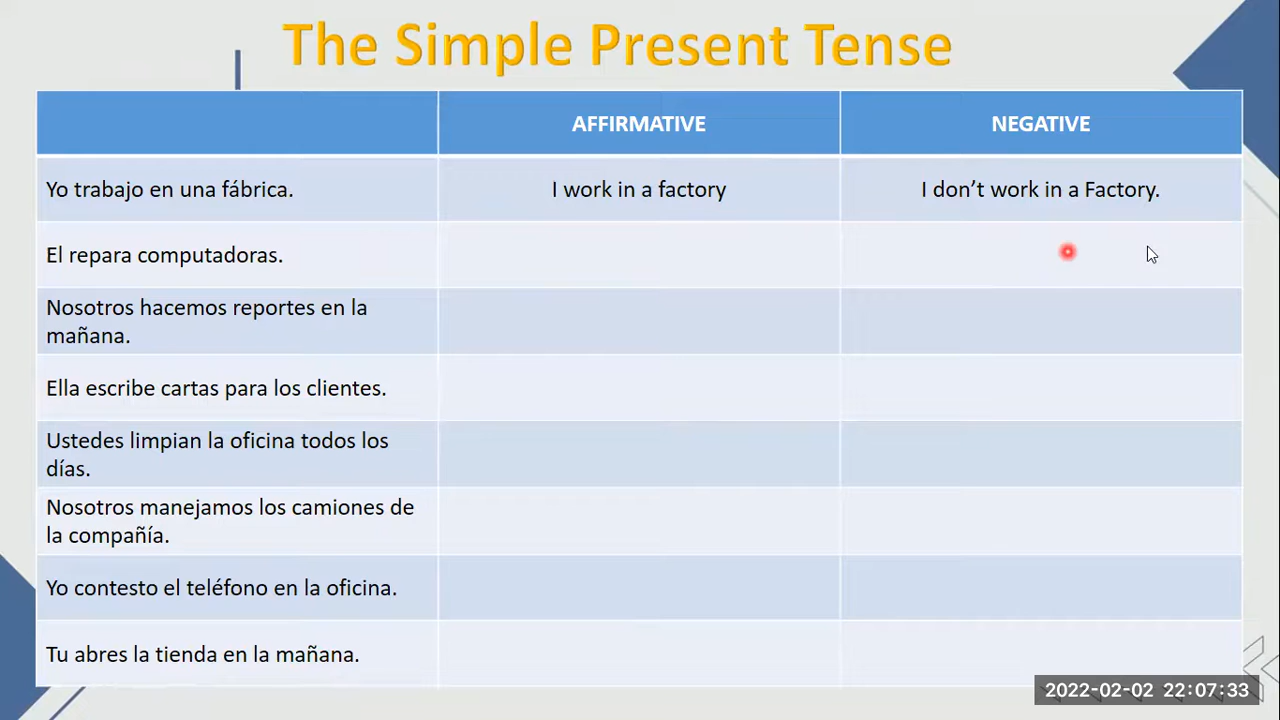 The Simple Present Tense
AFFIRMATIVE
NEGATIVE
Yo trabajo en una fábrica.
I work in a factory
I don’t work in a Factory.
El repara computadoras.
Nosotros hacemos reportes en la
mañana.
Ella escribe cartas para los clientes.
Ustedes limpian la oficina todos los
días.
Nosotros manejamos los camiones de
la compañía.
Yo contesto el teléfono en la oficina.
Tu abres la tienda en la mañana.
2022-02-02 22:07:33